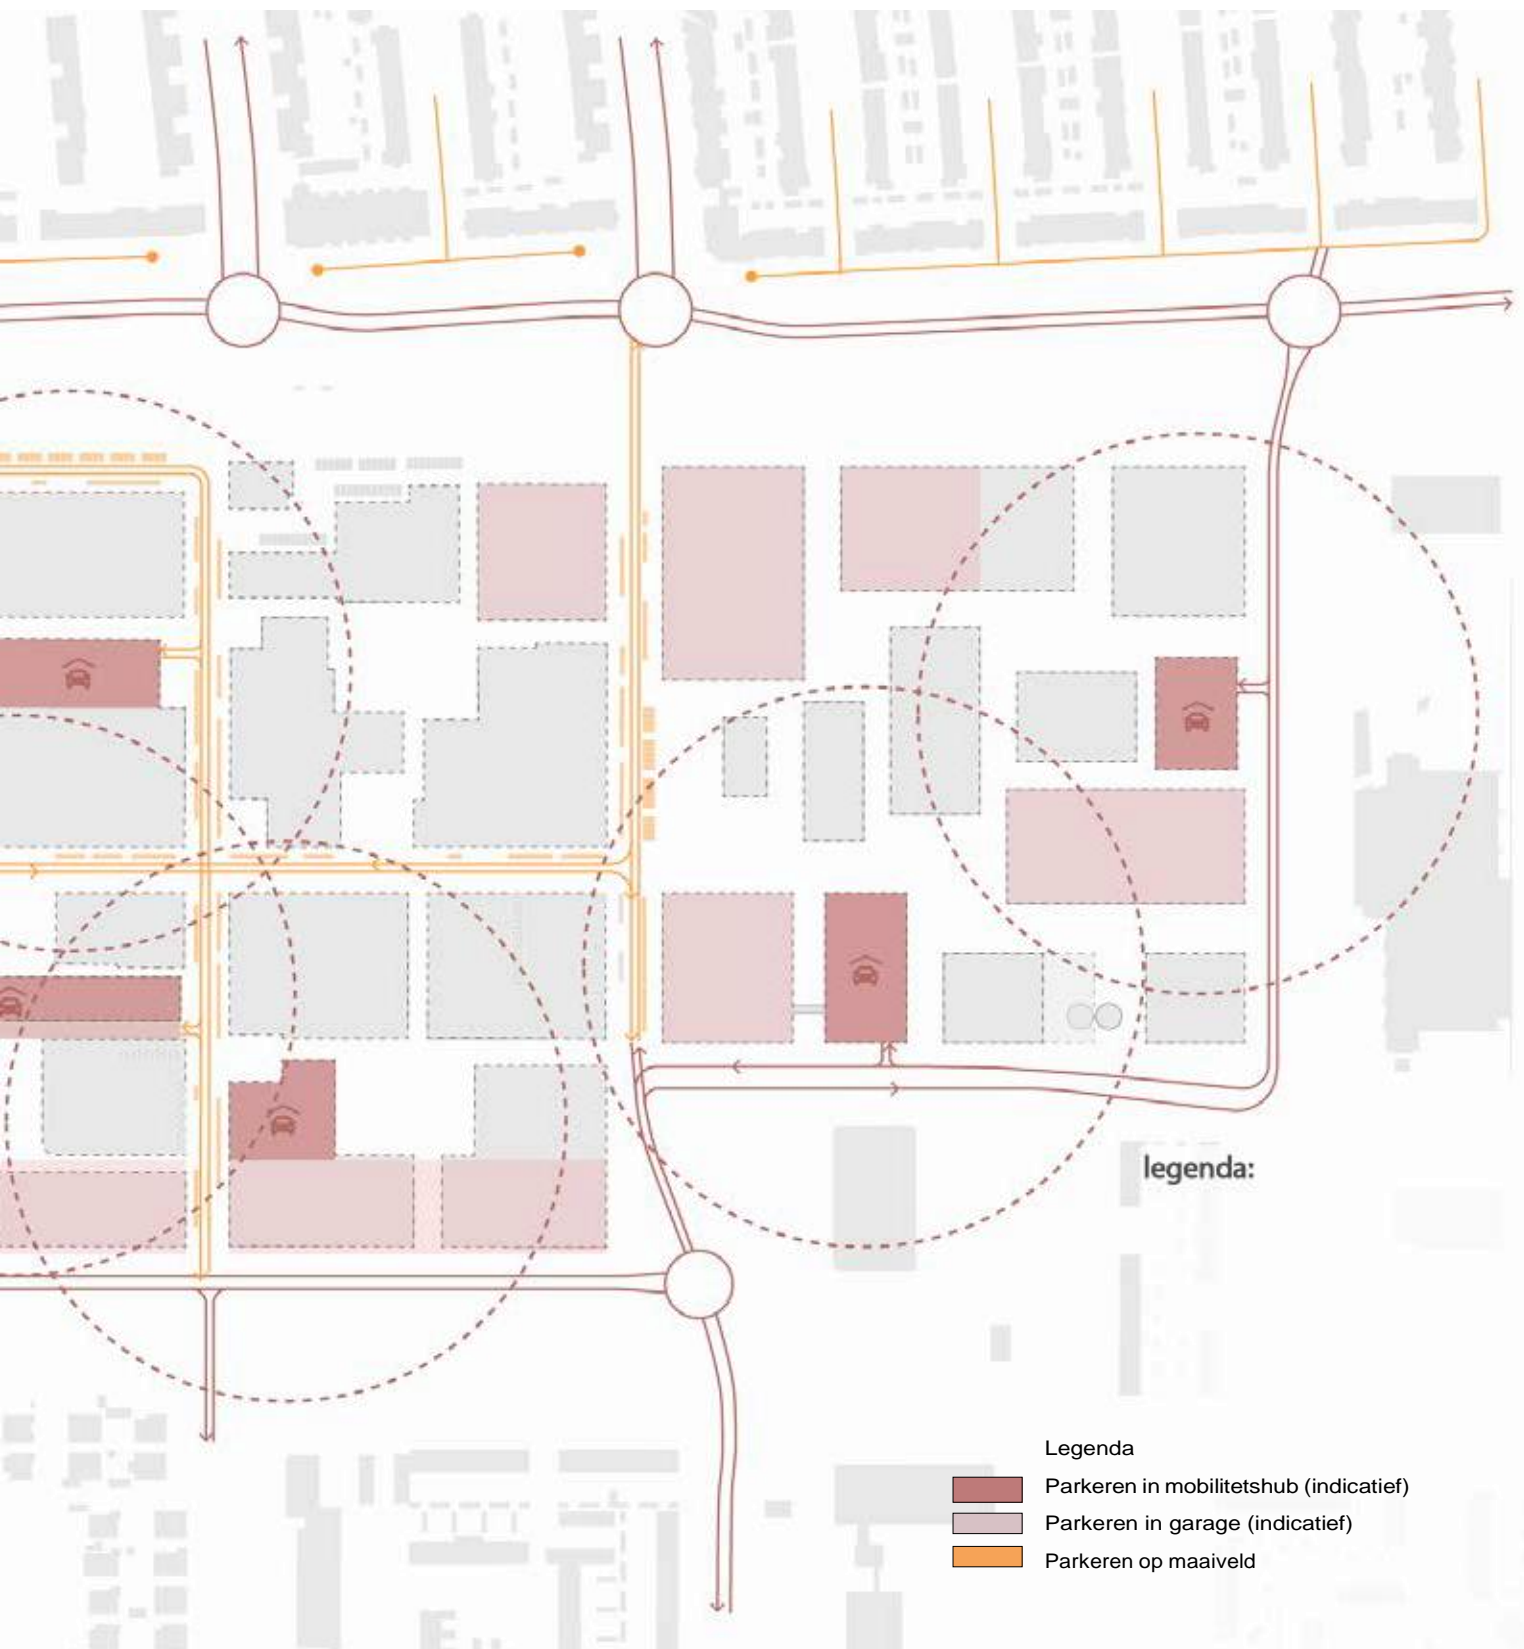 legenda:
Legenda
Parkeren in mobilitetshub (indicatief)
Parkeren in garage (indicatief)
Parkeren op maaiveld